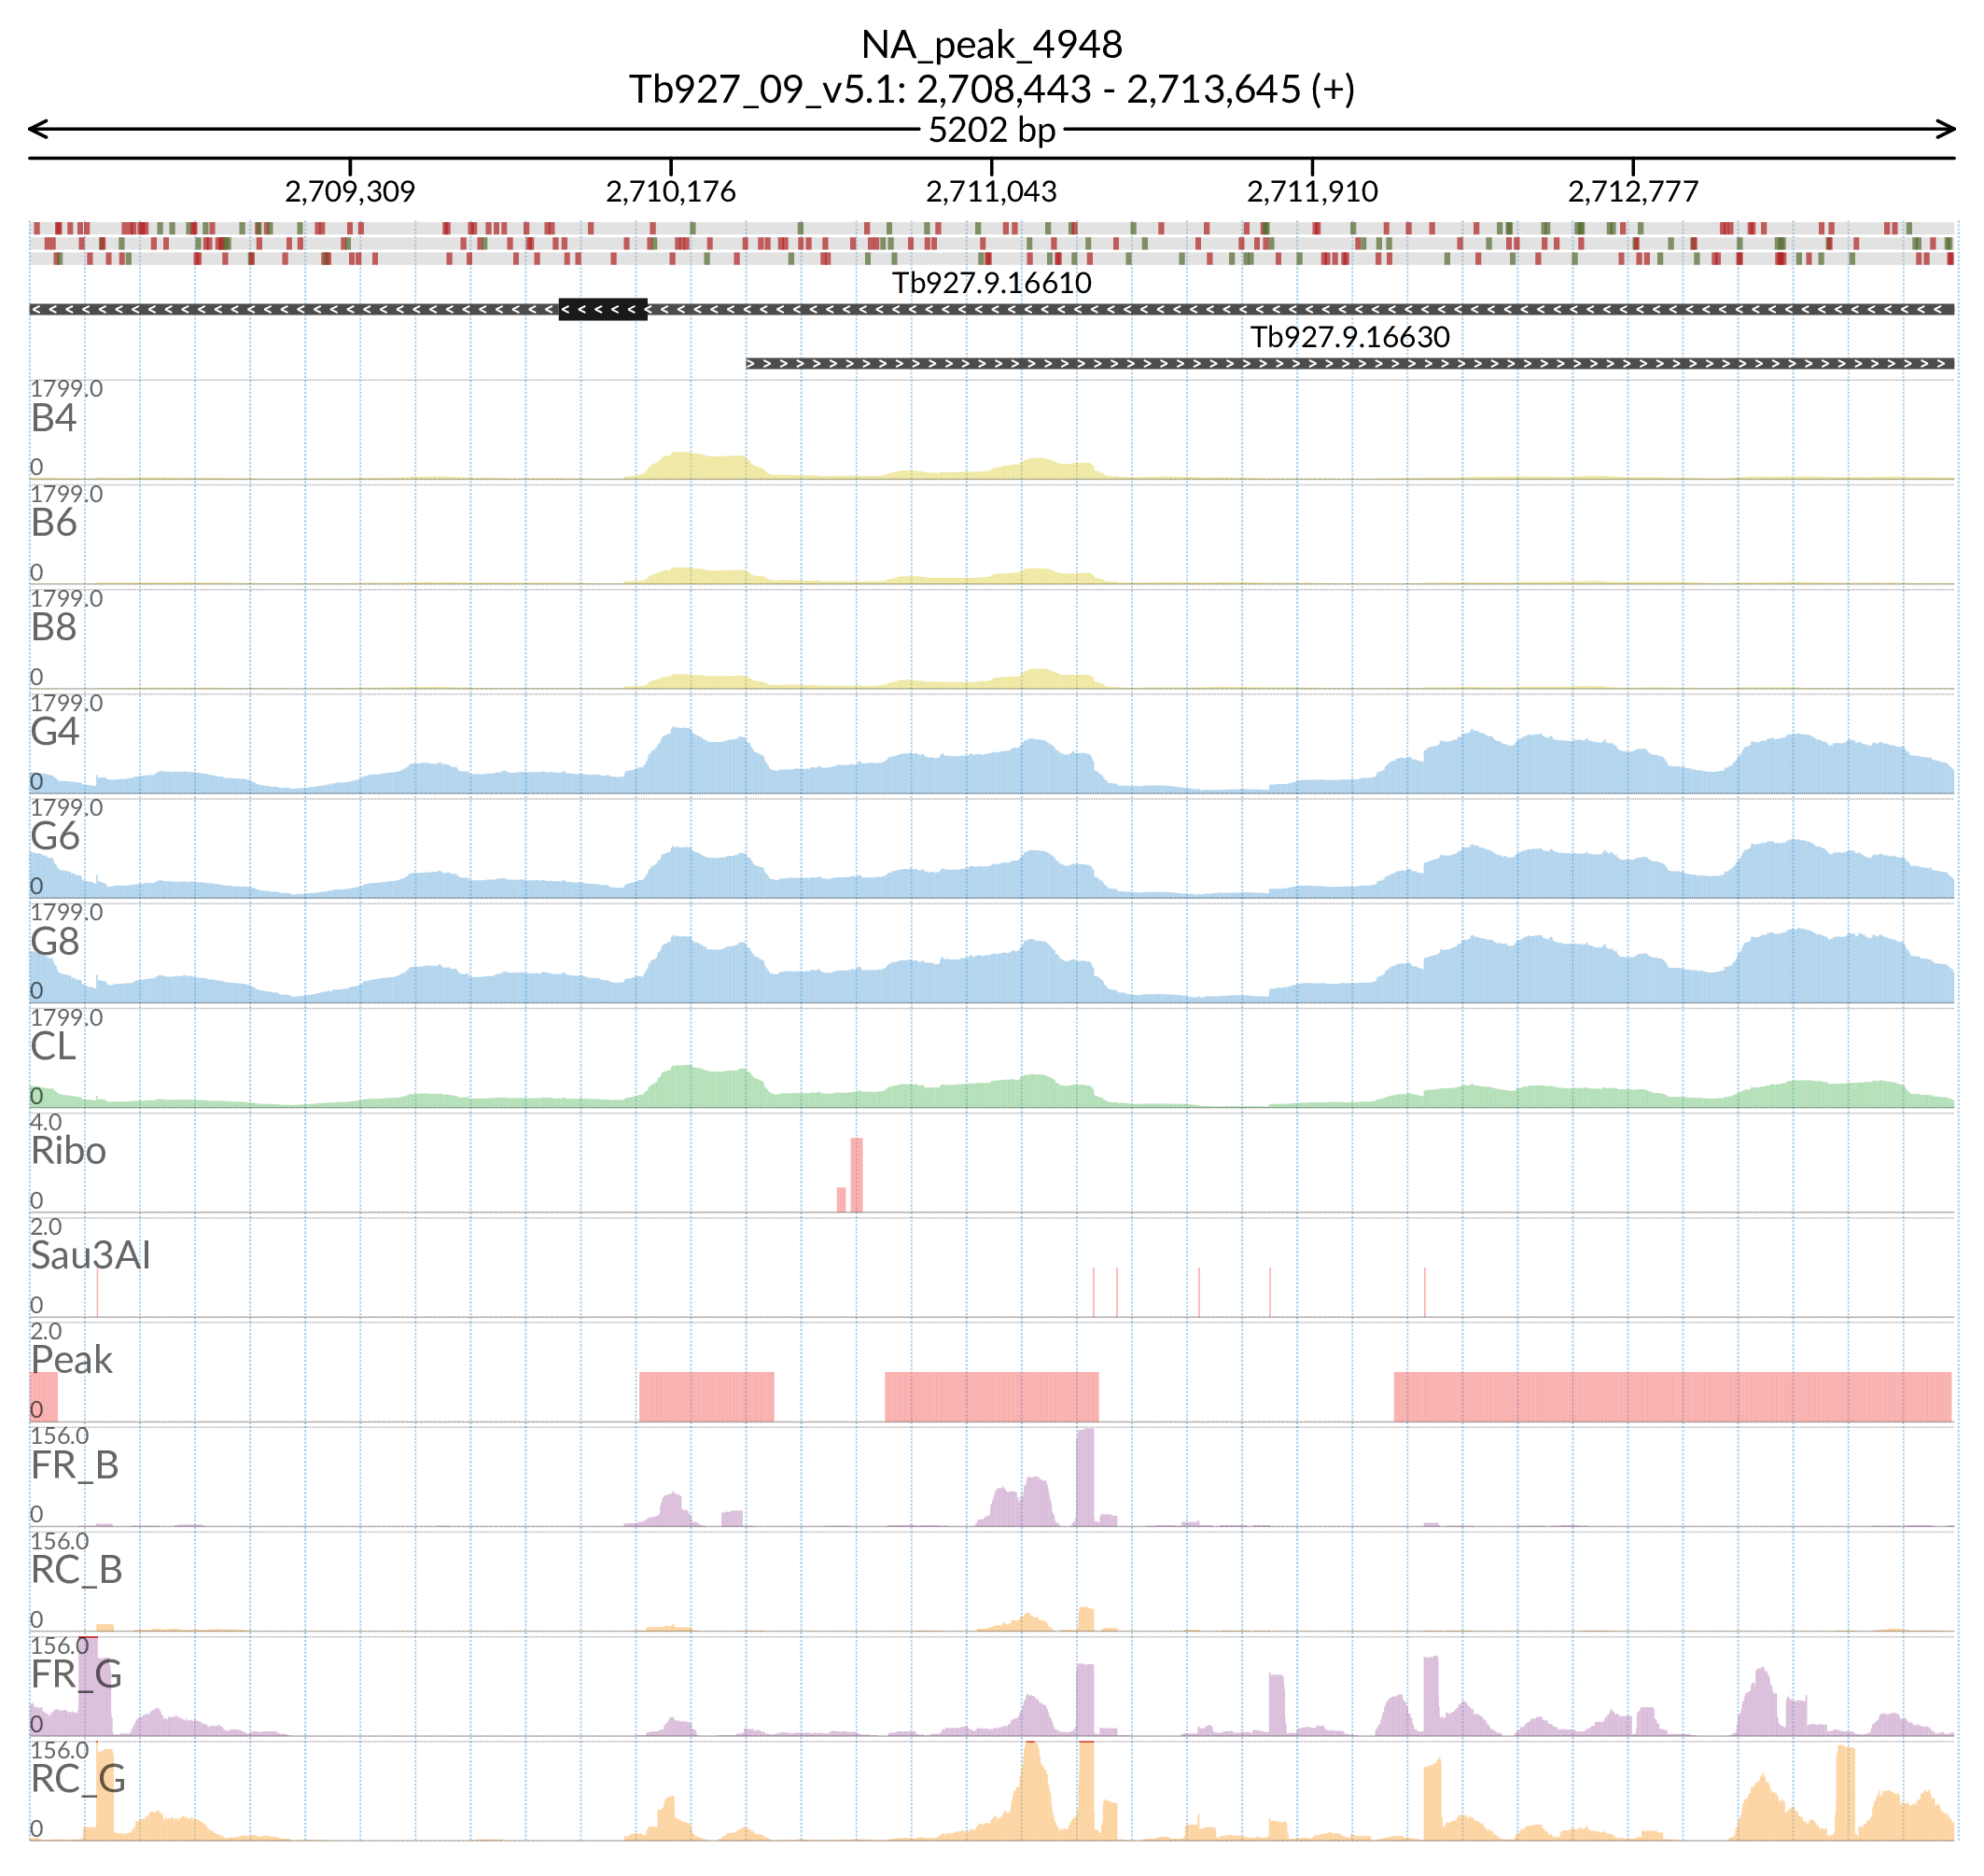 NA_peak_4948
Tb927_09_v5.1: 2,708,443 - 2,713,645 (+)
5202 bp
2,709,309 2,710,176 2,711,043 2,711,910 2,712,777
Tb927.9.16610
Tb927.9.16630
1799.0
B4
0
1799.0
B6
0
1799.0
B8
0
1799.0
G4
0
1799.0
G6
0
1799.0
G8
0
1799.0
CL
0
4.0
Ribo
0
2.0
Sau3AI
0
2.0
Peak
0
156.0
FR_B
0
156.0
RC_B
0
156.0
FR_G
0
156.0
RC_G
0